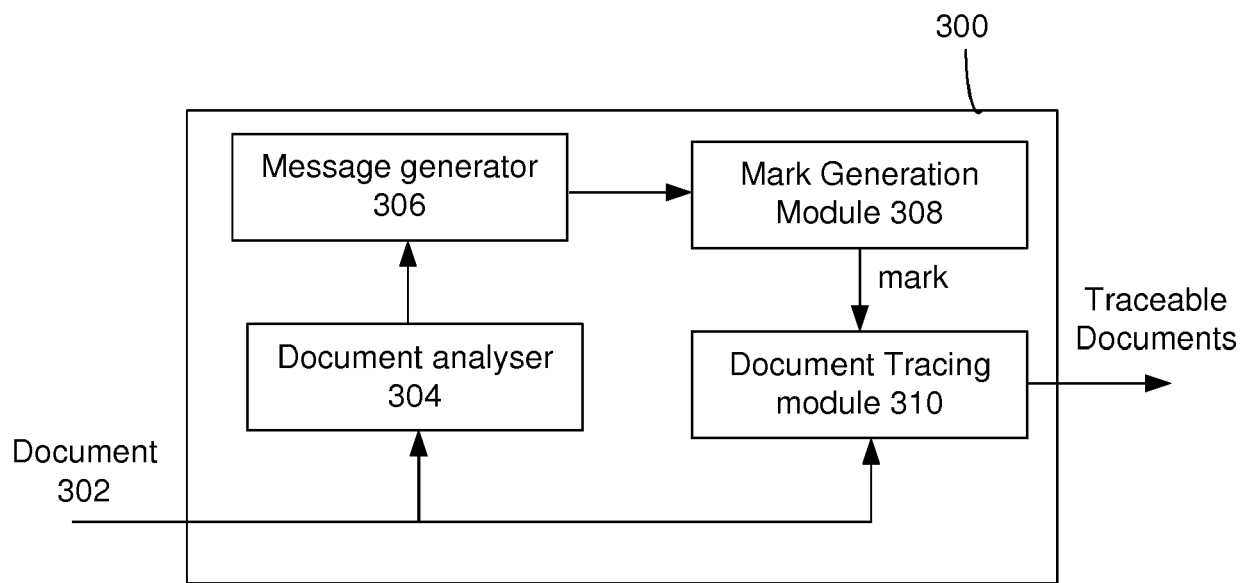 300
Message generator
306
Mark Generation
Module 308
mark
Traceable
Documents
Document analyser
304
Document Tracing
module 310
Document
302